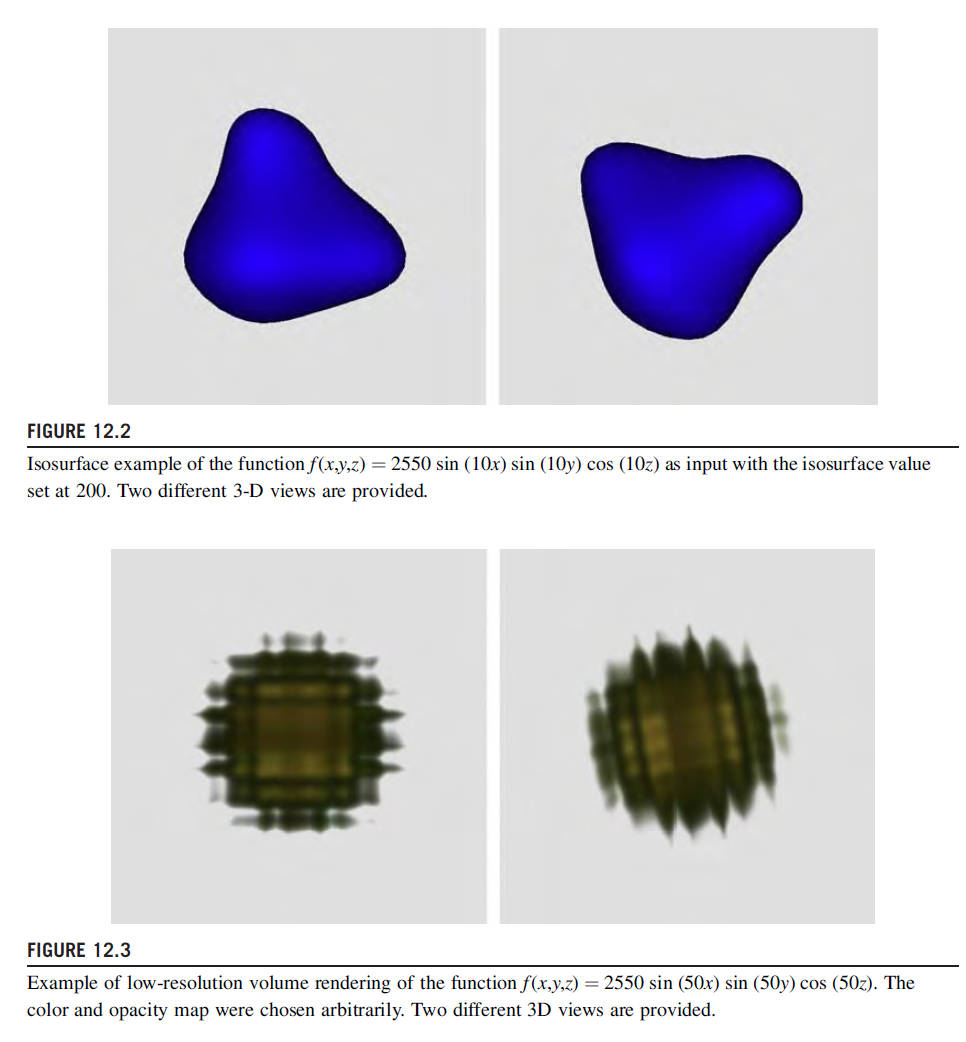 FIGURE 12.2
Isosurface example of the function f(x,y,z) = 2550 sin (10x) sin (10y) cos (10z) as input with the isosurface value
set at 200. Two different 3-D views are provided.
FIGURE 12.3
Example of low-resolution volume rendering of the function f(x,y,z) = 2550 sin (50x) sin (50y) cos (50z). The
color and opacity map were chosen arbitrarily. Two different 3D views are provided.